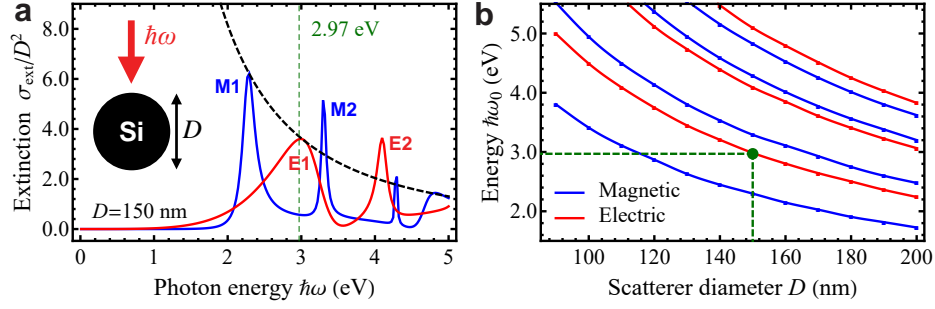 a
8.0
6.0
4.0
2.0
0.0
Extinction σext/D²
ħω
2.97 eV
M1
M2
E1
E2
Si
D
D=150 nm
0 1 2 3 4 5
Photon energy ħω (eV)
b
5.0
4.0
3.0
2.0
Energy ħω₀ (eV)
Magnetic
Electric
100 120 140 160 180 200
Scatterer diameter D (nm)